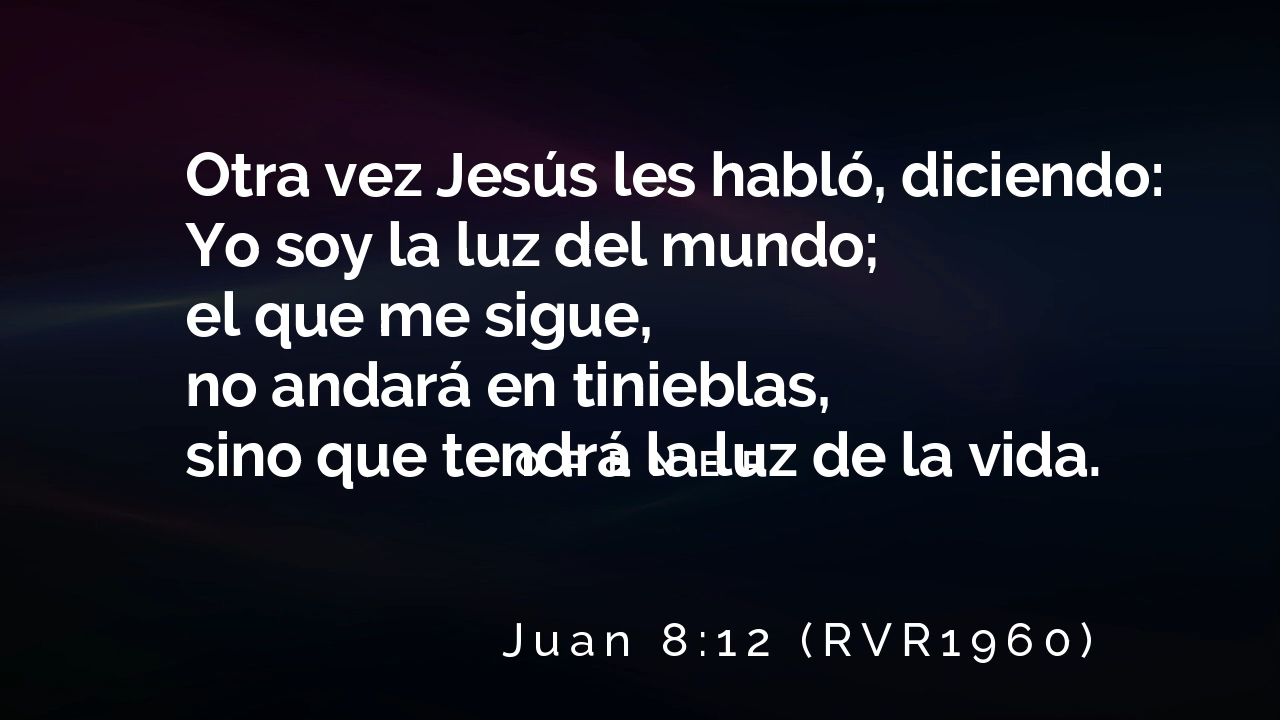 Otra vez Jesús les habló, diciendo:
Yo soy la luz del mundo;
el que me sigue,
no andará en tinieblas,
sino que tendrá la luz de la vida.
Juan 8:12 (RVR1960)